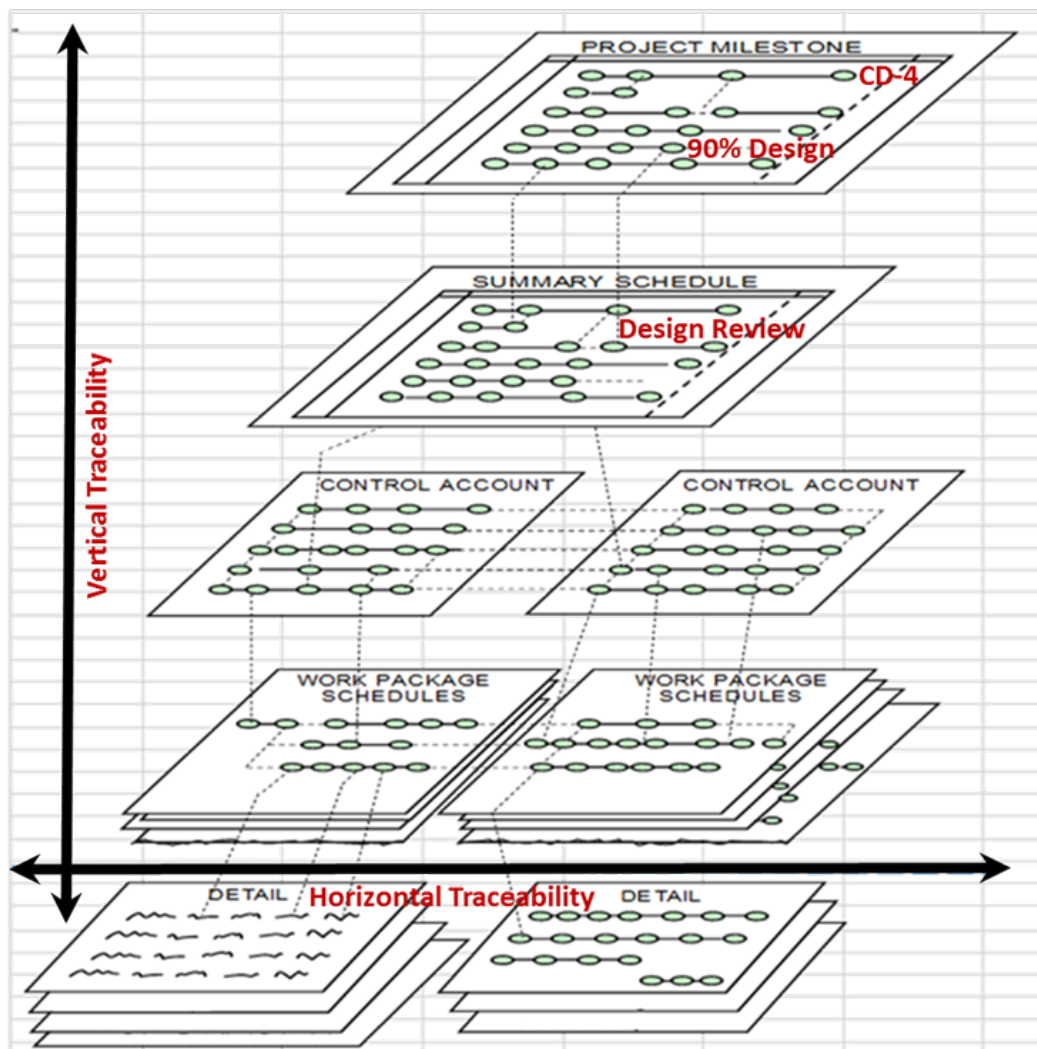 PROJECT MILESTONE
CD-4
90% Design
SUMMARY SCHEDULE
Design Review
Vertical Traceability
CONTROL ACCOUNT
CONTROL ACCOUNT
WORK PACKAGE
SCHEDULES
WORK PACKAGE
SCHEDULES
DETAIL
Horizontal Traceability
DETAIL